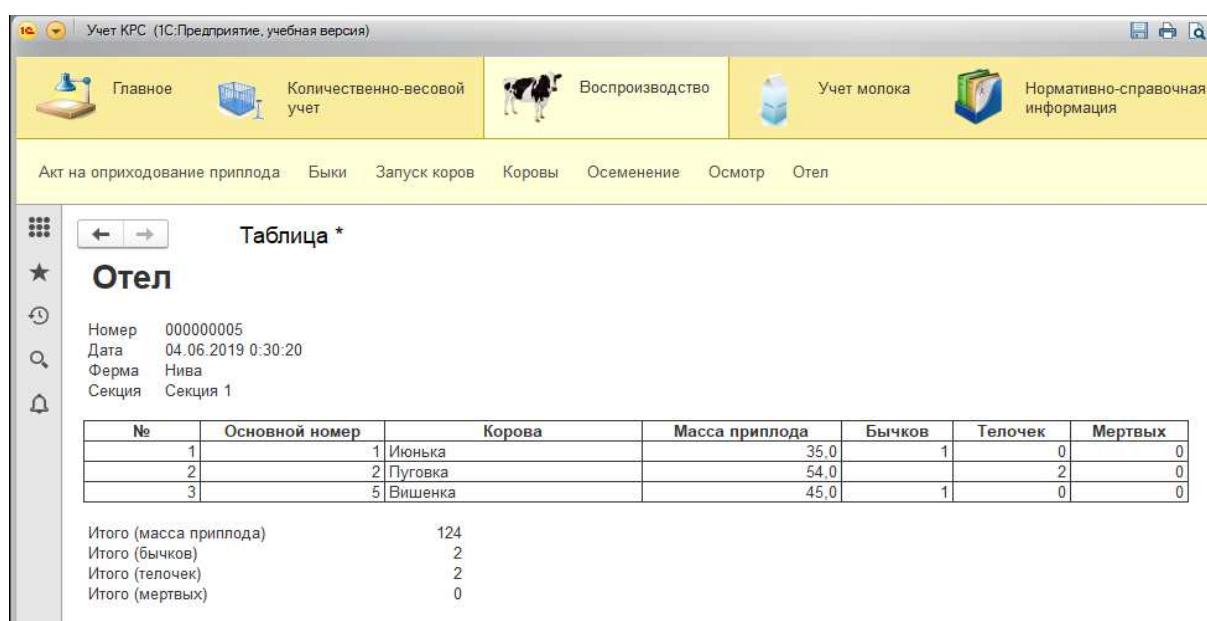 Учет КРС (1С:Предприятие, учебная версия)
Главное
Количественно-весовой
учет
Воспроизводство
Учет молока
Нормативно-справочная
информация
Акт на оприходование приплода Быки Запуск коров Коровы Осеменение Осмотр Отел
Таблица *
Отел
Номер 000000005
Дата 04.06.2019 0:30:20
Ферма Нива
Секция Секция 1
№ Основной номер Корова Масса приплода Бычков Телочек Мертвых
1 1 Июнька 35,0 1 0 0
2 2 Пуговка 54,0 2 0
3 5 Вишенка 45,0 1 0 0
Итого (масса приплода) 124
Итого (бычков) 2
Итого (телочек) 2
Итого (мертвых) 0